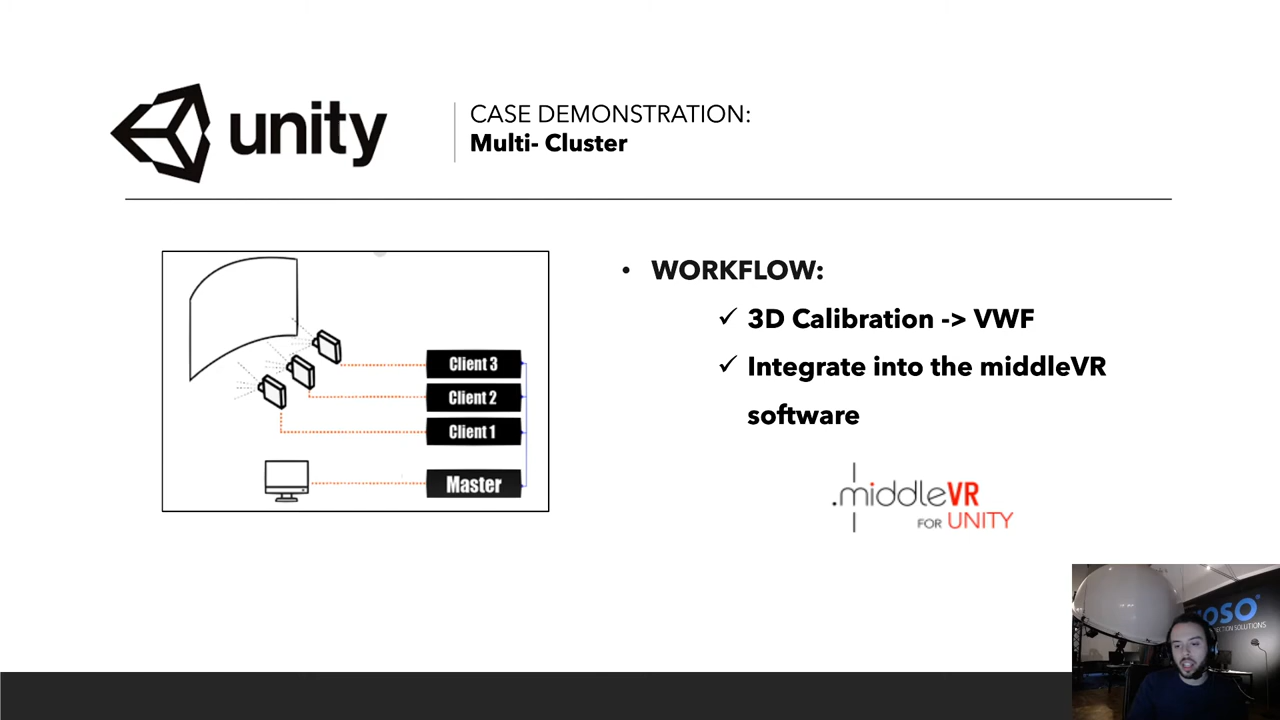 unity
CASE DEMONSTRATION:
Multi- Cluster
Client 3
Client 2
Client 1
Master
• WORKFLOW:
✓ 3D Calibration -> VWF
✓ Integrate into the middleVR
software
.middleVR
FOR UNITY